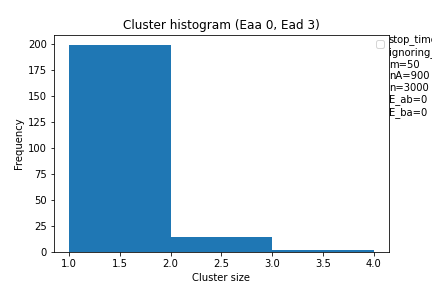 Cluster histogram (Eaa 0, Ead 3)
200
175
150
125
100
75
50
25
0
Frequency
1.0 1.5 2.0 2.5 3.0 3.5 4.0
Cluster size
stop_time
ignoring_
m=50
nA=900
n=3000
E_ab=0
E_ba=0